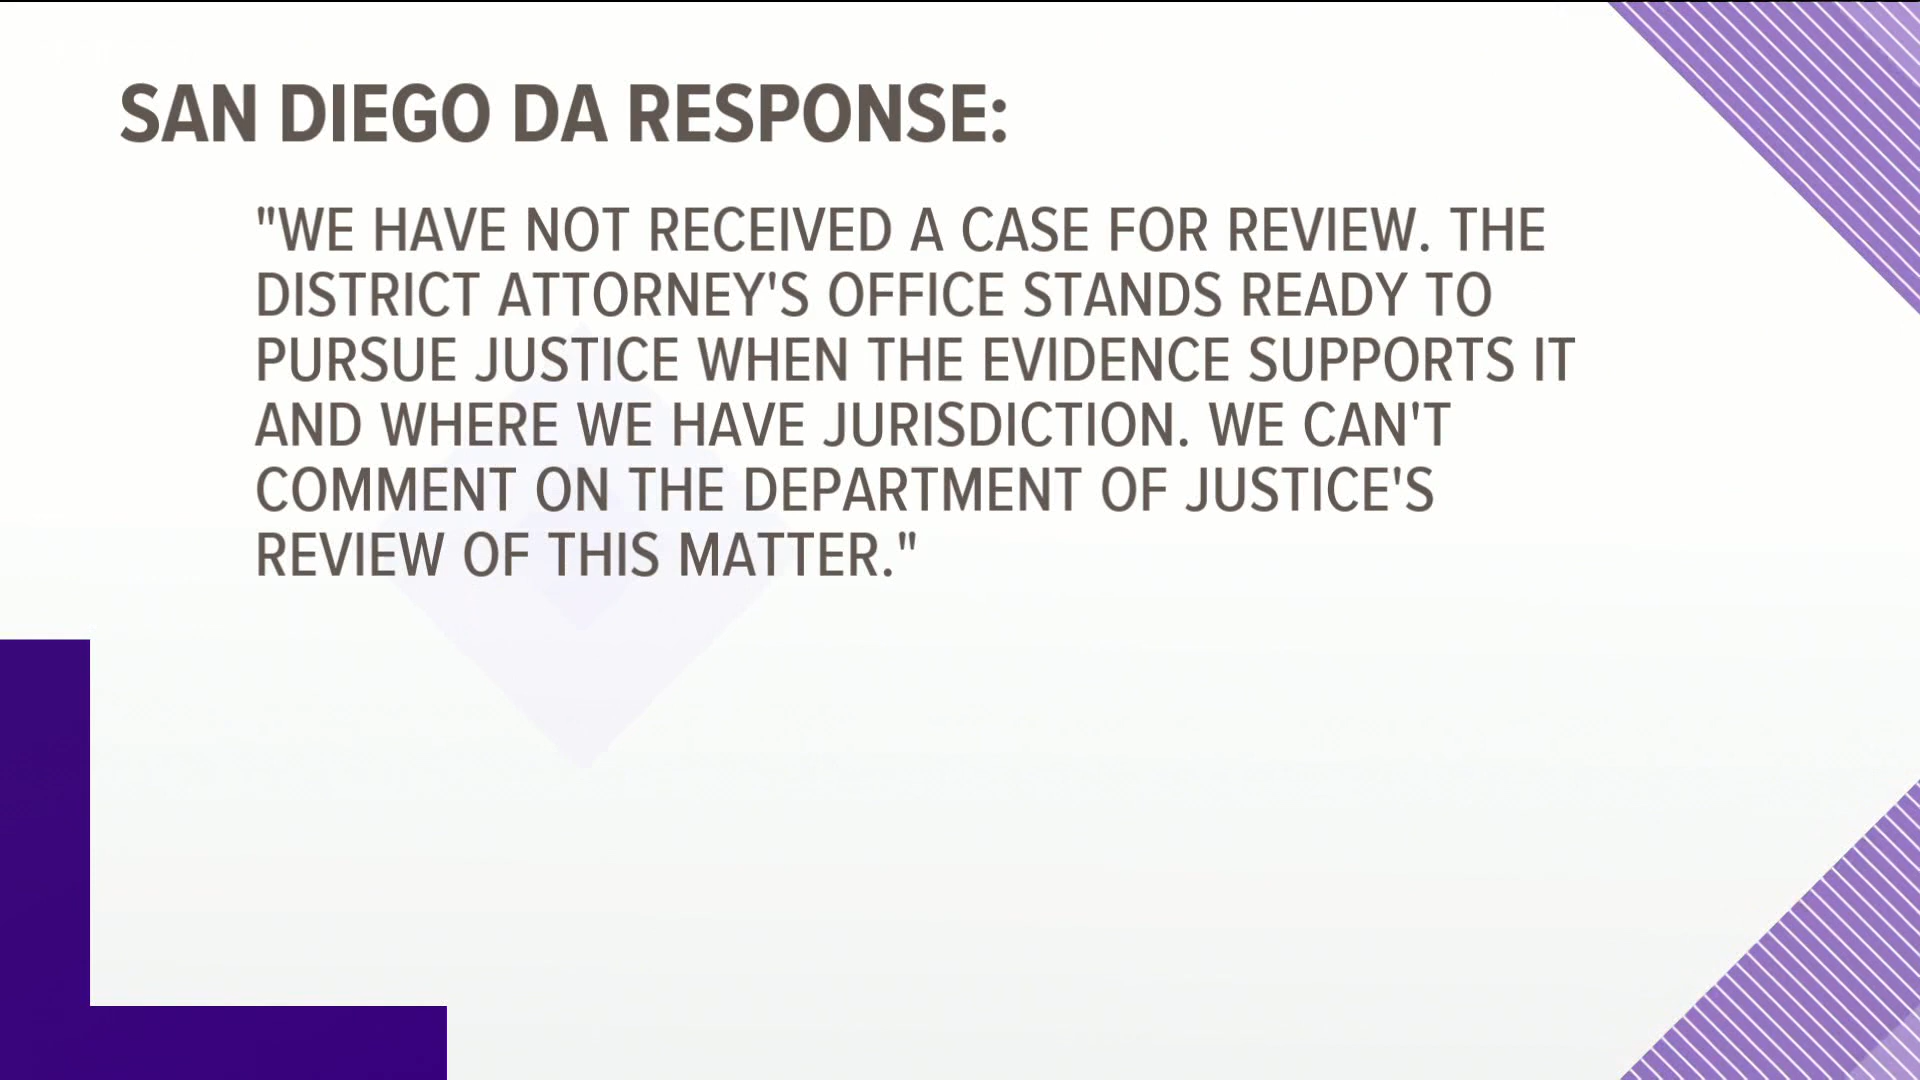 SAN DIEGO DA RESPONSE:
"WE HAVE NOT RECEIVED A CASE FOR REVIEW. THE
DISTRICT ATTORNEY'S OFFICE STANDS READY TO
PURSUE JUSTICE WHEN THE EVIDENCE SUPPORTS IT
AND WHERE WE HAVE JURISDICTION. WE CAN'T
COMMENT ON THE DEPARTMENT OF JUSTICE'S
REVIEW OF THIS MATTER."